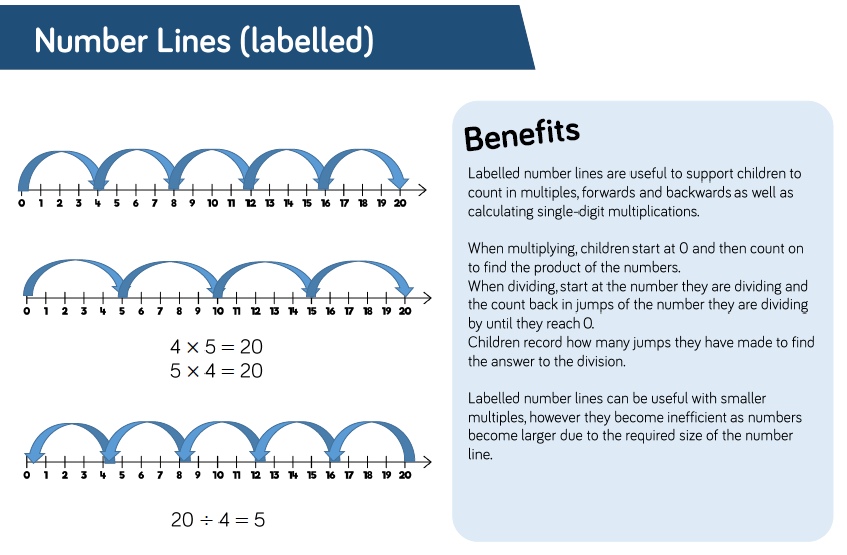 Number Lines (labelled)
0 1 2 3 4 5 6 7 8 9 10 11 12 13 14 15 16 17 18 19 20
0 1 2 3 4 5 6 7 8 9 10 11 12 13 14 15 16 17 18 19 20
4 × 5 = 20
5 × 4 = 20
0 1 2 3 4 5 6 7 8 9 10 11 12 13 14 15 16 17 18 19 20
20 ÷ 4 = 5
Benefits
Labelled number lines are useful to support children to
count in multiples, forwards and backwards as well as
calculating single-digit multiplications.
When multiplying, children start at 0 and then count on
to find the product of the numbers.
When dividing, start at the number they are dividing and
the count back in jumps of the number they are dividing
by until they reach 0.
Children record how many jumps they have made to find
the answer to the division.
Labelled number lines can be useful with smaller
multiples, however they become inefficient as numbers
become larger due to the required size of the number
line.